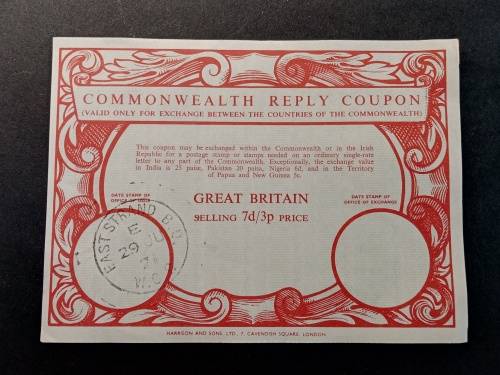 COMMONWEALTH REPLY COUPON
(VALID ONLY FOR EXCHANGE BETWEEN THE COUNTRIES OF THE COMMONWEALTH)
This coupon may be exchanged within the Commonwealth or in the Irish
Republic for a postage stamp or stamps needed on an ordinary single-rate
letter to any part of the Commonwealth. Exceptionally, the exchange value
in India is 25 paise, Pakistan 20 paisa, Nigeria 6d, and in the Territory
of Papua and New Guinea 5c.
DATE STAMP OF
OFFICE OF ISSUE
GREAT BRITAIN
SELLING 7d/3p PRICE
DATE STAMP OF
OFFICE OF EXCHANGE
EAST STRAND B.O
E
29
W.C
HARRISON AND SONS, LTD., 7, CAVENDISH SQUARE, LONDON.